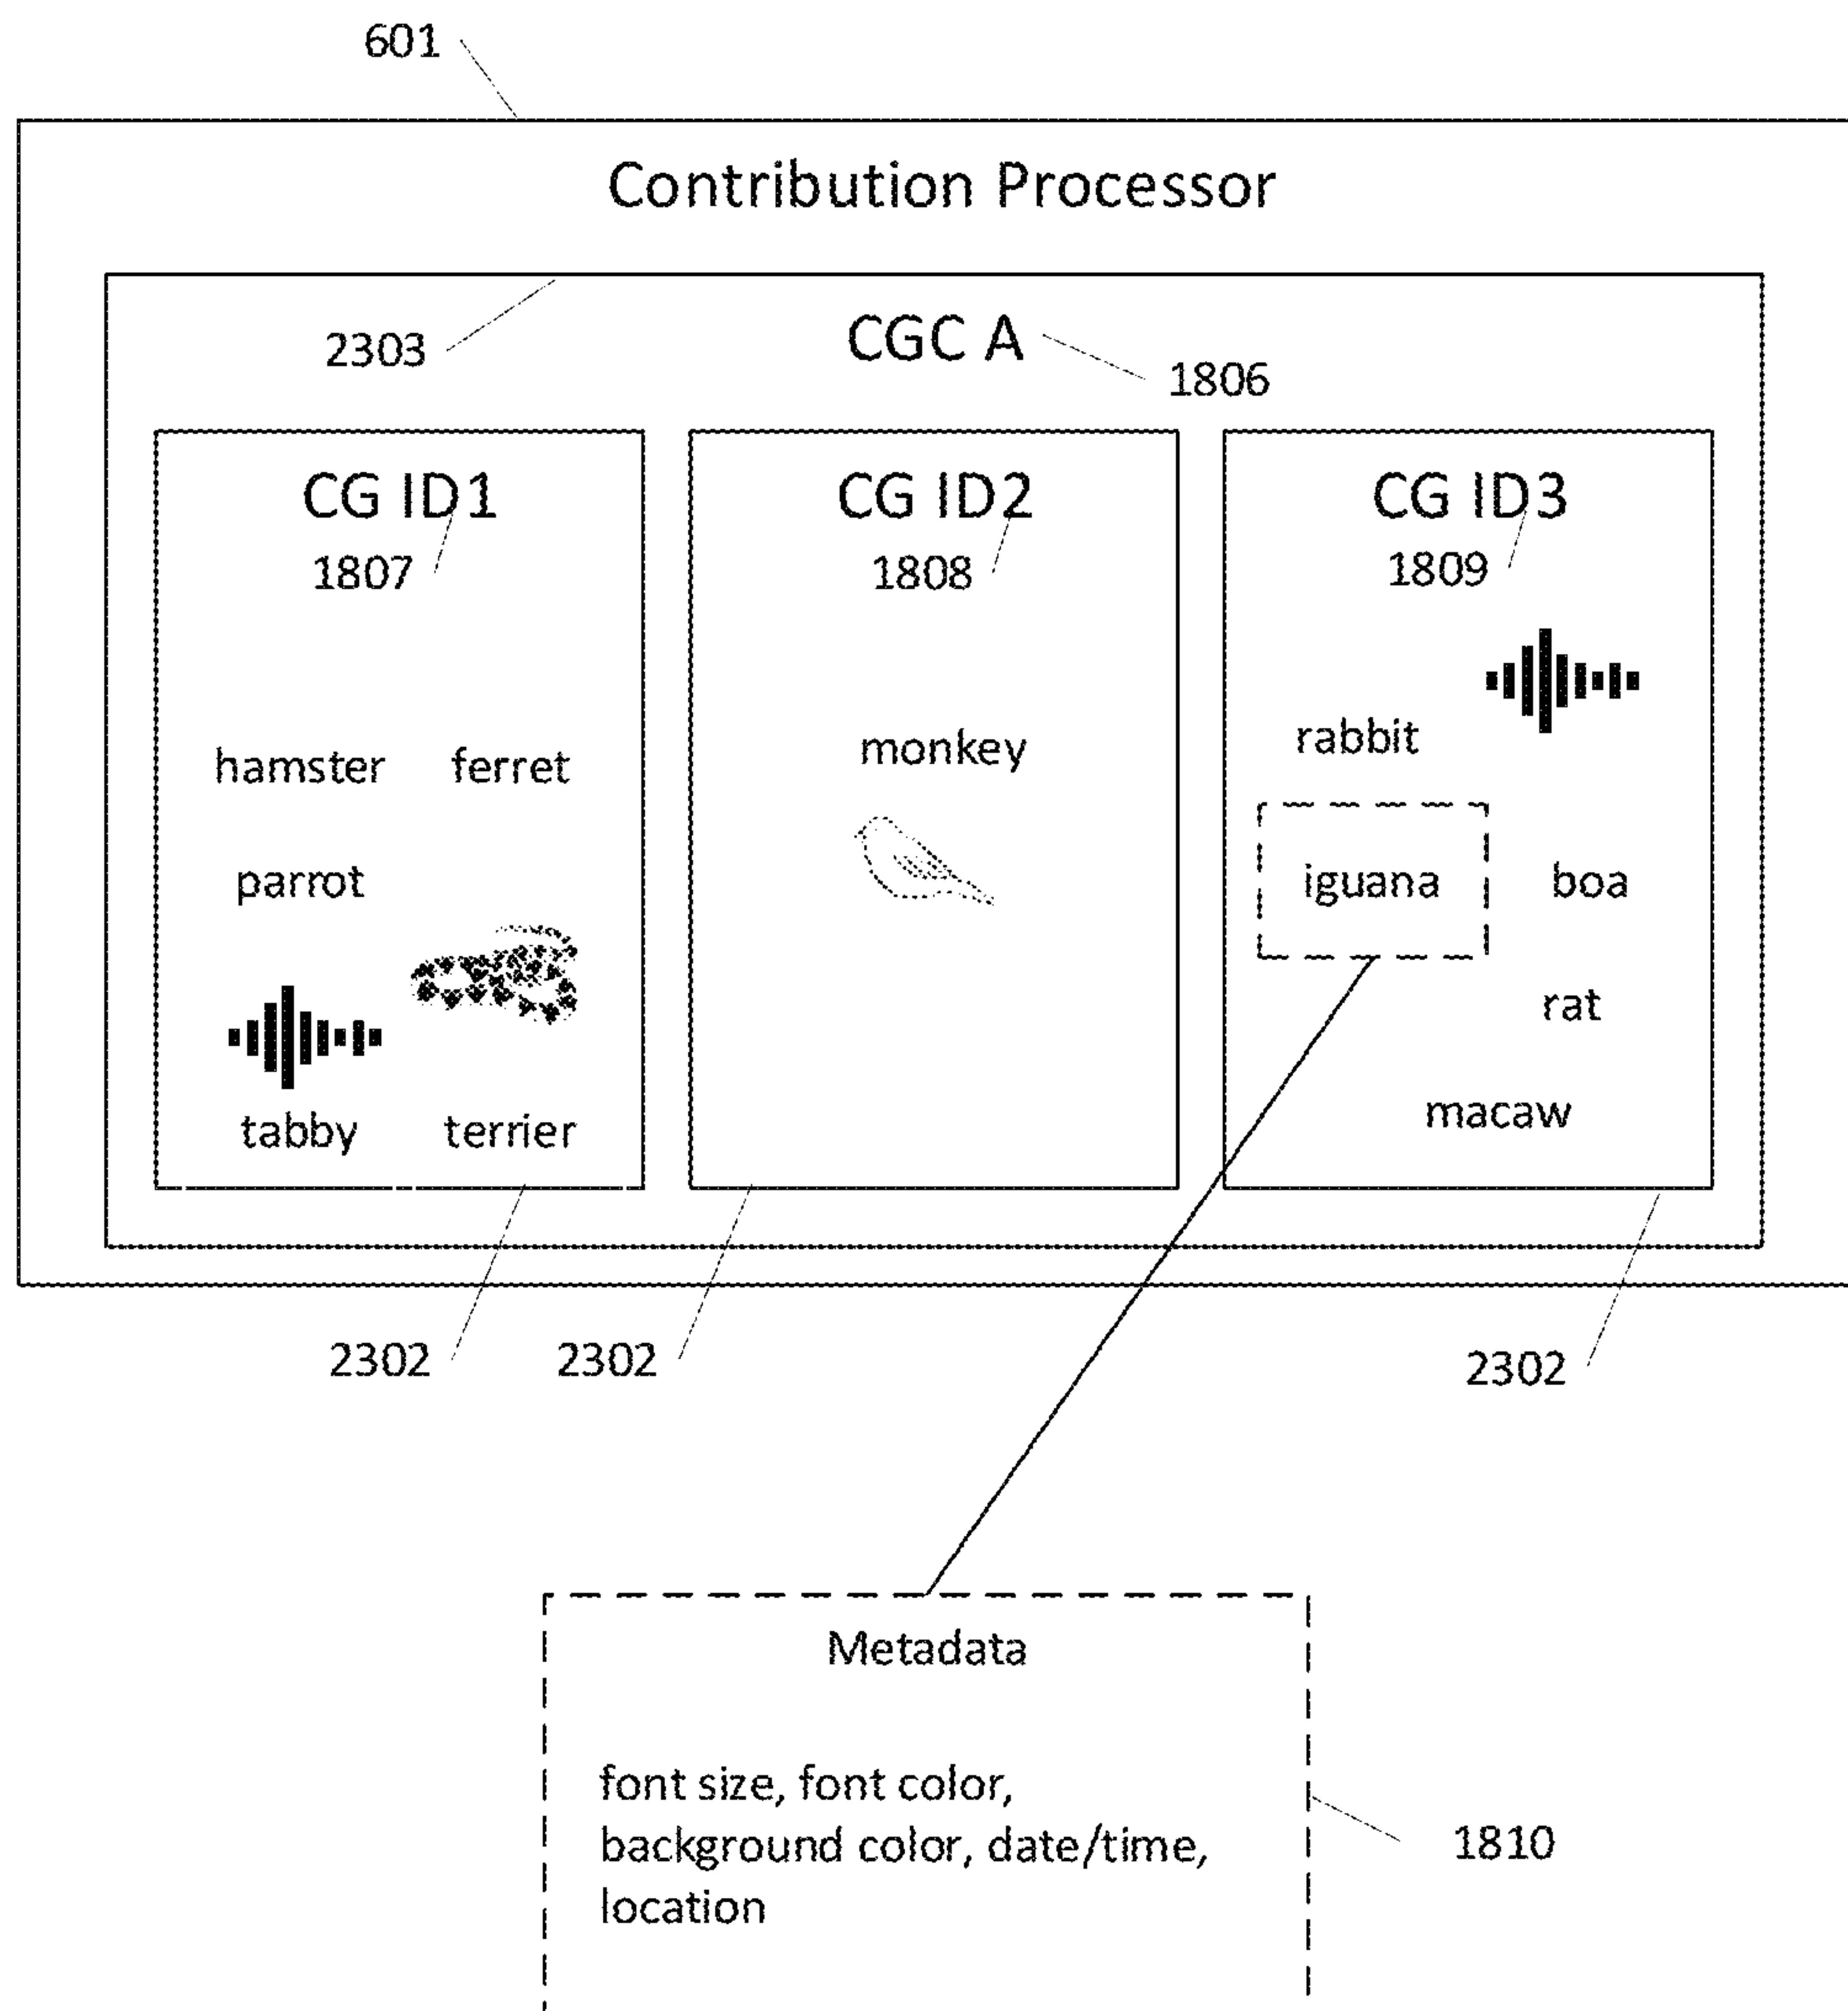 601
Contribution Processor
2303
CGC A
1806
CG ID1
1807
hamster ferret
parrot
tabby terrier
CG ID2
1808
monkey
CG ID3
1809
rabbit
iguana boa
rat
macaw
2302 2302 2302
Metadata
font size, font color,
background color, date/time,
location
1810